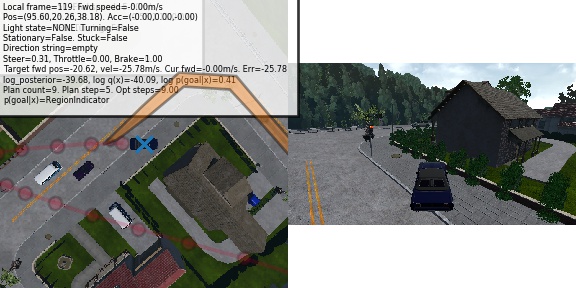 Local frame=119. Fwd speed=-0.00m/s
Pos=(95.60,20.26,38.18). Acc=(-0.00,0.00,-0.00)
Light state=NONE: Turning=False
Stationary=False. Stuck=False
Direction string=empty
Steer=0.31, Throttle=0.00, Brake=1.00
Target fwd pos=-20.62, vel=-25.78m/s. Cur fwd=-0.00m/s. Err=-25.78
log_posterior=-39.68, log q(x)=-40.09, log p(goal|x)=0.41
Plan count=9. Plan step=5. Opt steps=9.00
p(goal|x)=RegionIndicator